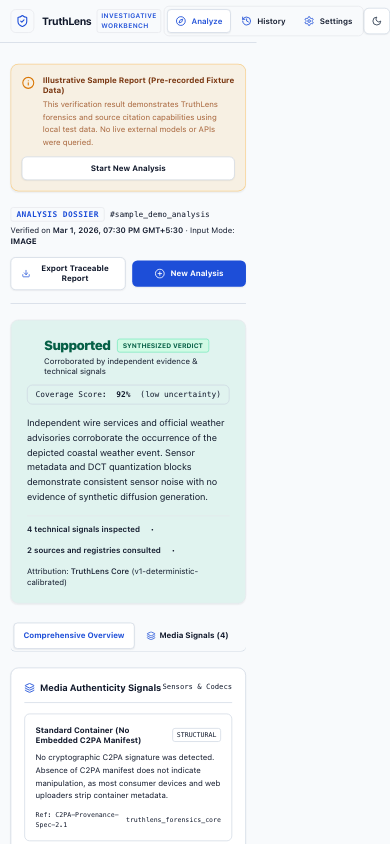 TruthLens
INVESTIGATIVE
WORKBENCH
Analyze
History
Settings
Illustrative Sample Report (Pre-recorded Fixture
Data)
This verification result demonstrates TruthLens
forensics and source citation capabilities using
local test data. No live external models or APIs
were queried.
Start New Analysis
ANALYSIS DOSSIER #sample_demo_analysis
Verified on Mar 1, 2026, 07:30 PM GMT+5:30 · Input Mode:
IMAGE
Export Traceable
Report
New Analysis
Supported SYNTHESIZED VERDICT
Corroborated by independent evidence &
technical signals
Coverage Score: 92% (low uncertainty)
Independent wire services and official weather
advisories corroborate the occurrence of the
depicted coastal weather event. Sensor
metadata and DCT quantization blocks
demonstrate consistent sensor noise with no
evidence of synthetic diffusion generation.
4 technical signals inspected •
2 sources and registries consulted •
Attribution: TruthLens Core (v1-deterministic-
calibrated)
Comprehensive Overview
Media Signals (4)
Media Authenticity Signals Sensors & Codecs
Standard Container (No
Embedded C2PA Manifest)
STRUCTURAL
No cryptographic C2PA signature was detected.
Absence of C2PA manifest does not indicate
manipulation, as most consumer devices and web
uploaders strip container metadata.
Ref: C2PA-Provenance-
Spec-2.1
truthlens_forensics_core